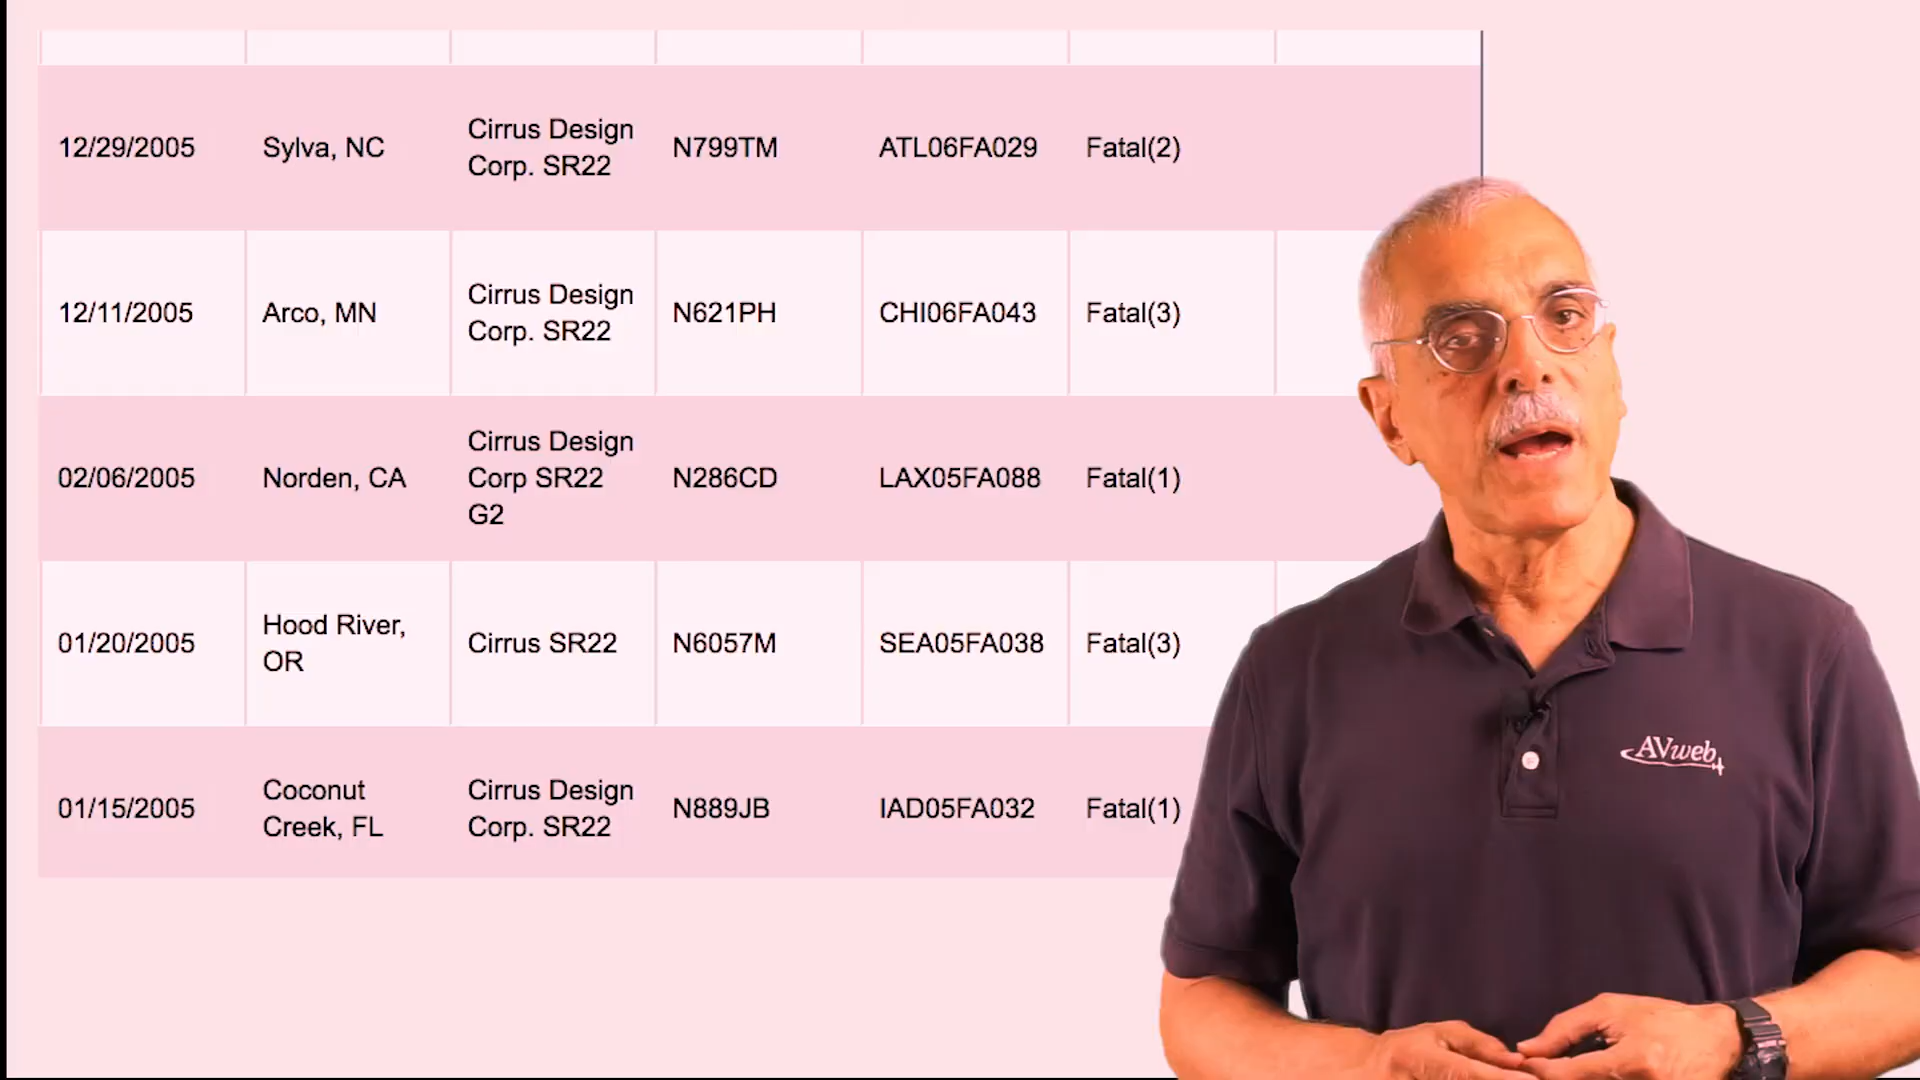 12/29/2005
Sylva, NC
Cirrus Design
Corp. SR22
N799TM
ATL06FA029
Fatal(2)
12/11/2005
Arco, MN
Cirrus Design
Corp. SR22
N621PH
CHI06FA043
Fatal(3)
02/06/2005
Norden, CA
Cirrus Design
Corp SR22
G2
N286CD
LAX05FA088
Fatal(1)
01/20/2005
Hood River,
OR
Cirrus SR22
N6057M
SEA05FA038
Fatal(3)
01/15/2005
Coconut
Creek, FL
Cirrus Design
Corp. SR22
N889JB
IAD05FA032
Fatal(1)
AVweb